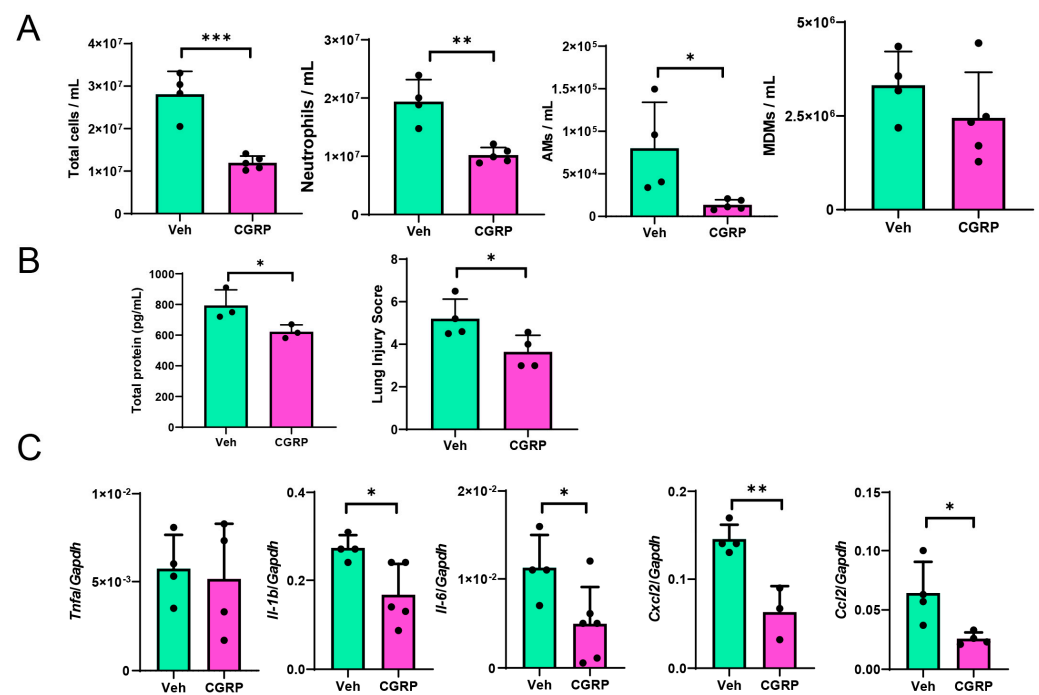 A
Total cells / mL
4×10⁷
3×10⁷
2×10⁷
1×10⁷
0
***
Veh
CGRP
Neutrophils / mL
3×10⁷
2×10⁷
1×10⁷
0
**
Veh
CGRP
AMs / mL
2×10⁵
1.5×10⁵
1×10⁵
5×10⁴
0
*
Veh
CGRP
MDMs / mL
5×10⁶
2.5×10⁶
0
Veh
CGRP
B
Total protein (pg/mL)
1000
800
600
400
200
0
*
Veh
CGRP
Lung Injury Socre
8
6
4
2
0
*
Veh
CGRP
C
Tnfa/Gapdh
1×10⁻²
5×10⁻³
0
Veh
CGRP
Il-1b/Gapdh
0.4
0.2
0.0
*
Veh
CGRP
Il-6/Gapdh
2×10⁻²
1×10⁻²
0
*
Veh
CGRP
Cxcl2/Gapdh
0.2
0.1
0.0
**
Veh
CGRP
Ccl2/Gapdh
0.15
0.10
0.05
0.00
*
Veh
CGRP